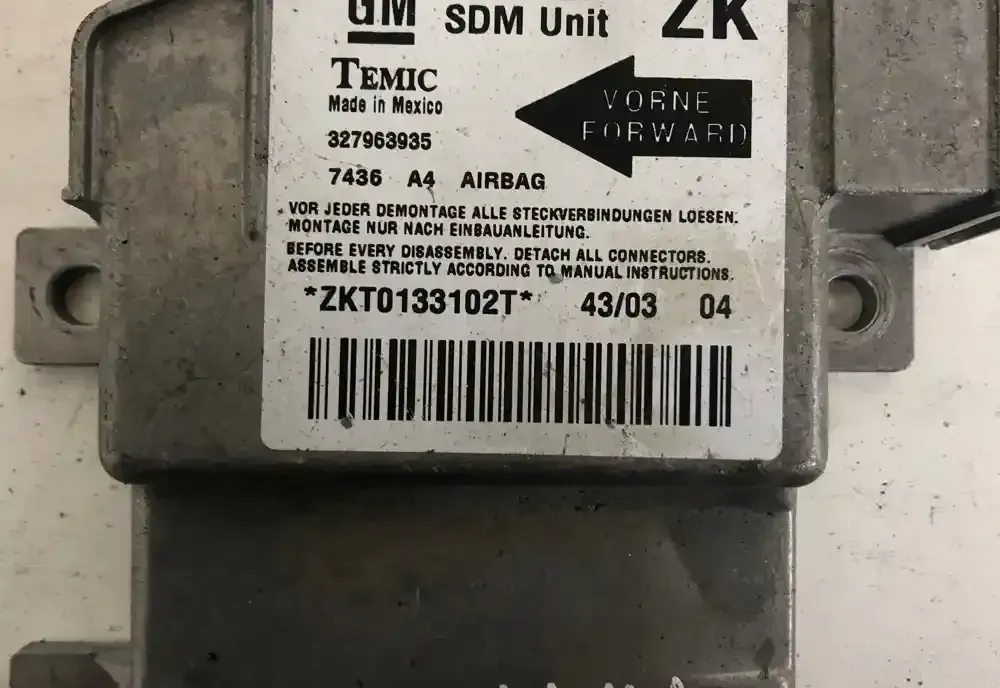 GM SDM Unit ZK
TEMIC
Made in Mexico
VORNE
FORWARD
327963935
7436 A4 AIRBAG
VOR JEDER DEMONTAGE ALLE STECKVERBINDUNGEN LOESEN.
MONTAGE NUR NACH EINBAUANLEITUNG.
BEFORE EVERY DISASSEMBLY. DETACH ALL CONNECTORS.
ASSEMBLE STRICTLY ACCORDING TO MANUAL INSTRUCTIONS.
*ZKT0133102T* 43/03 04